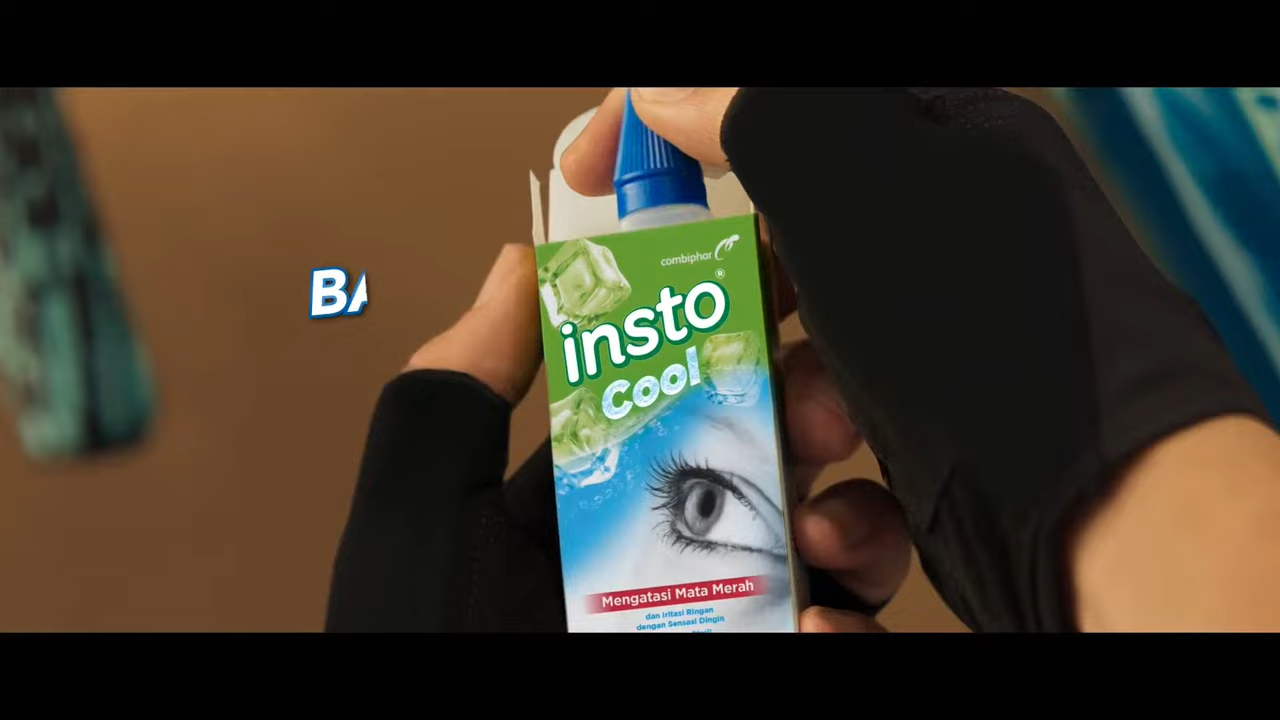 BA
combiphar
insto®
Cool
Mengatasi Mata Merah
dan Iritasi Ringan
dengan Sensasi Dingin